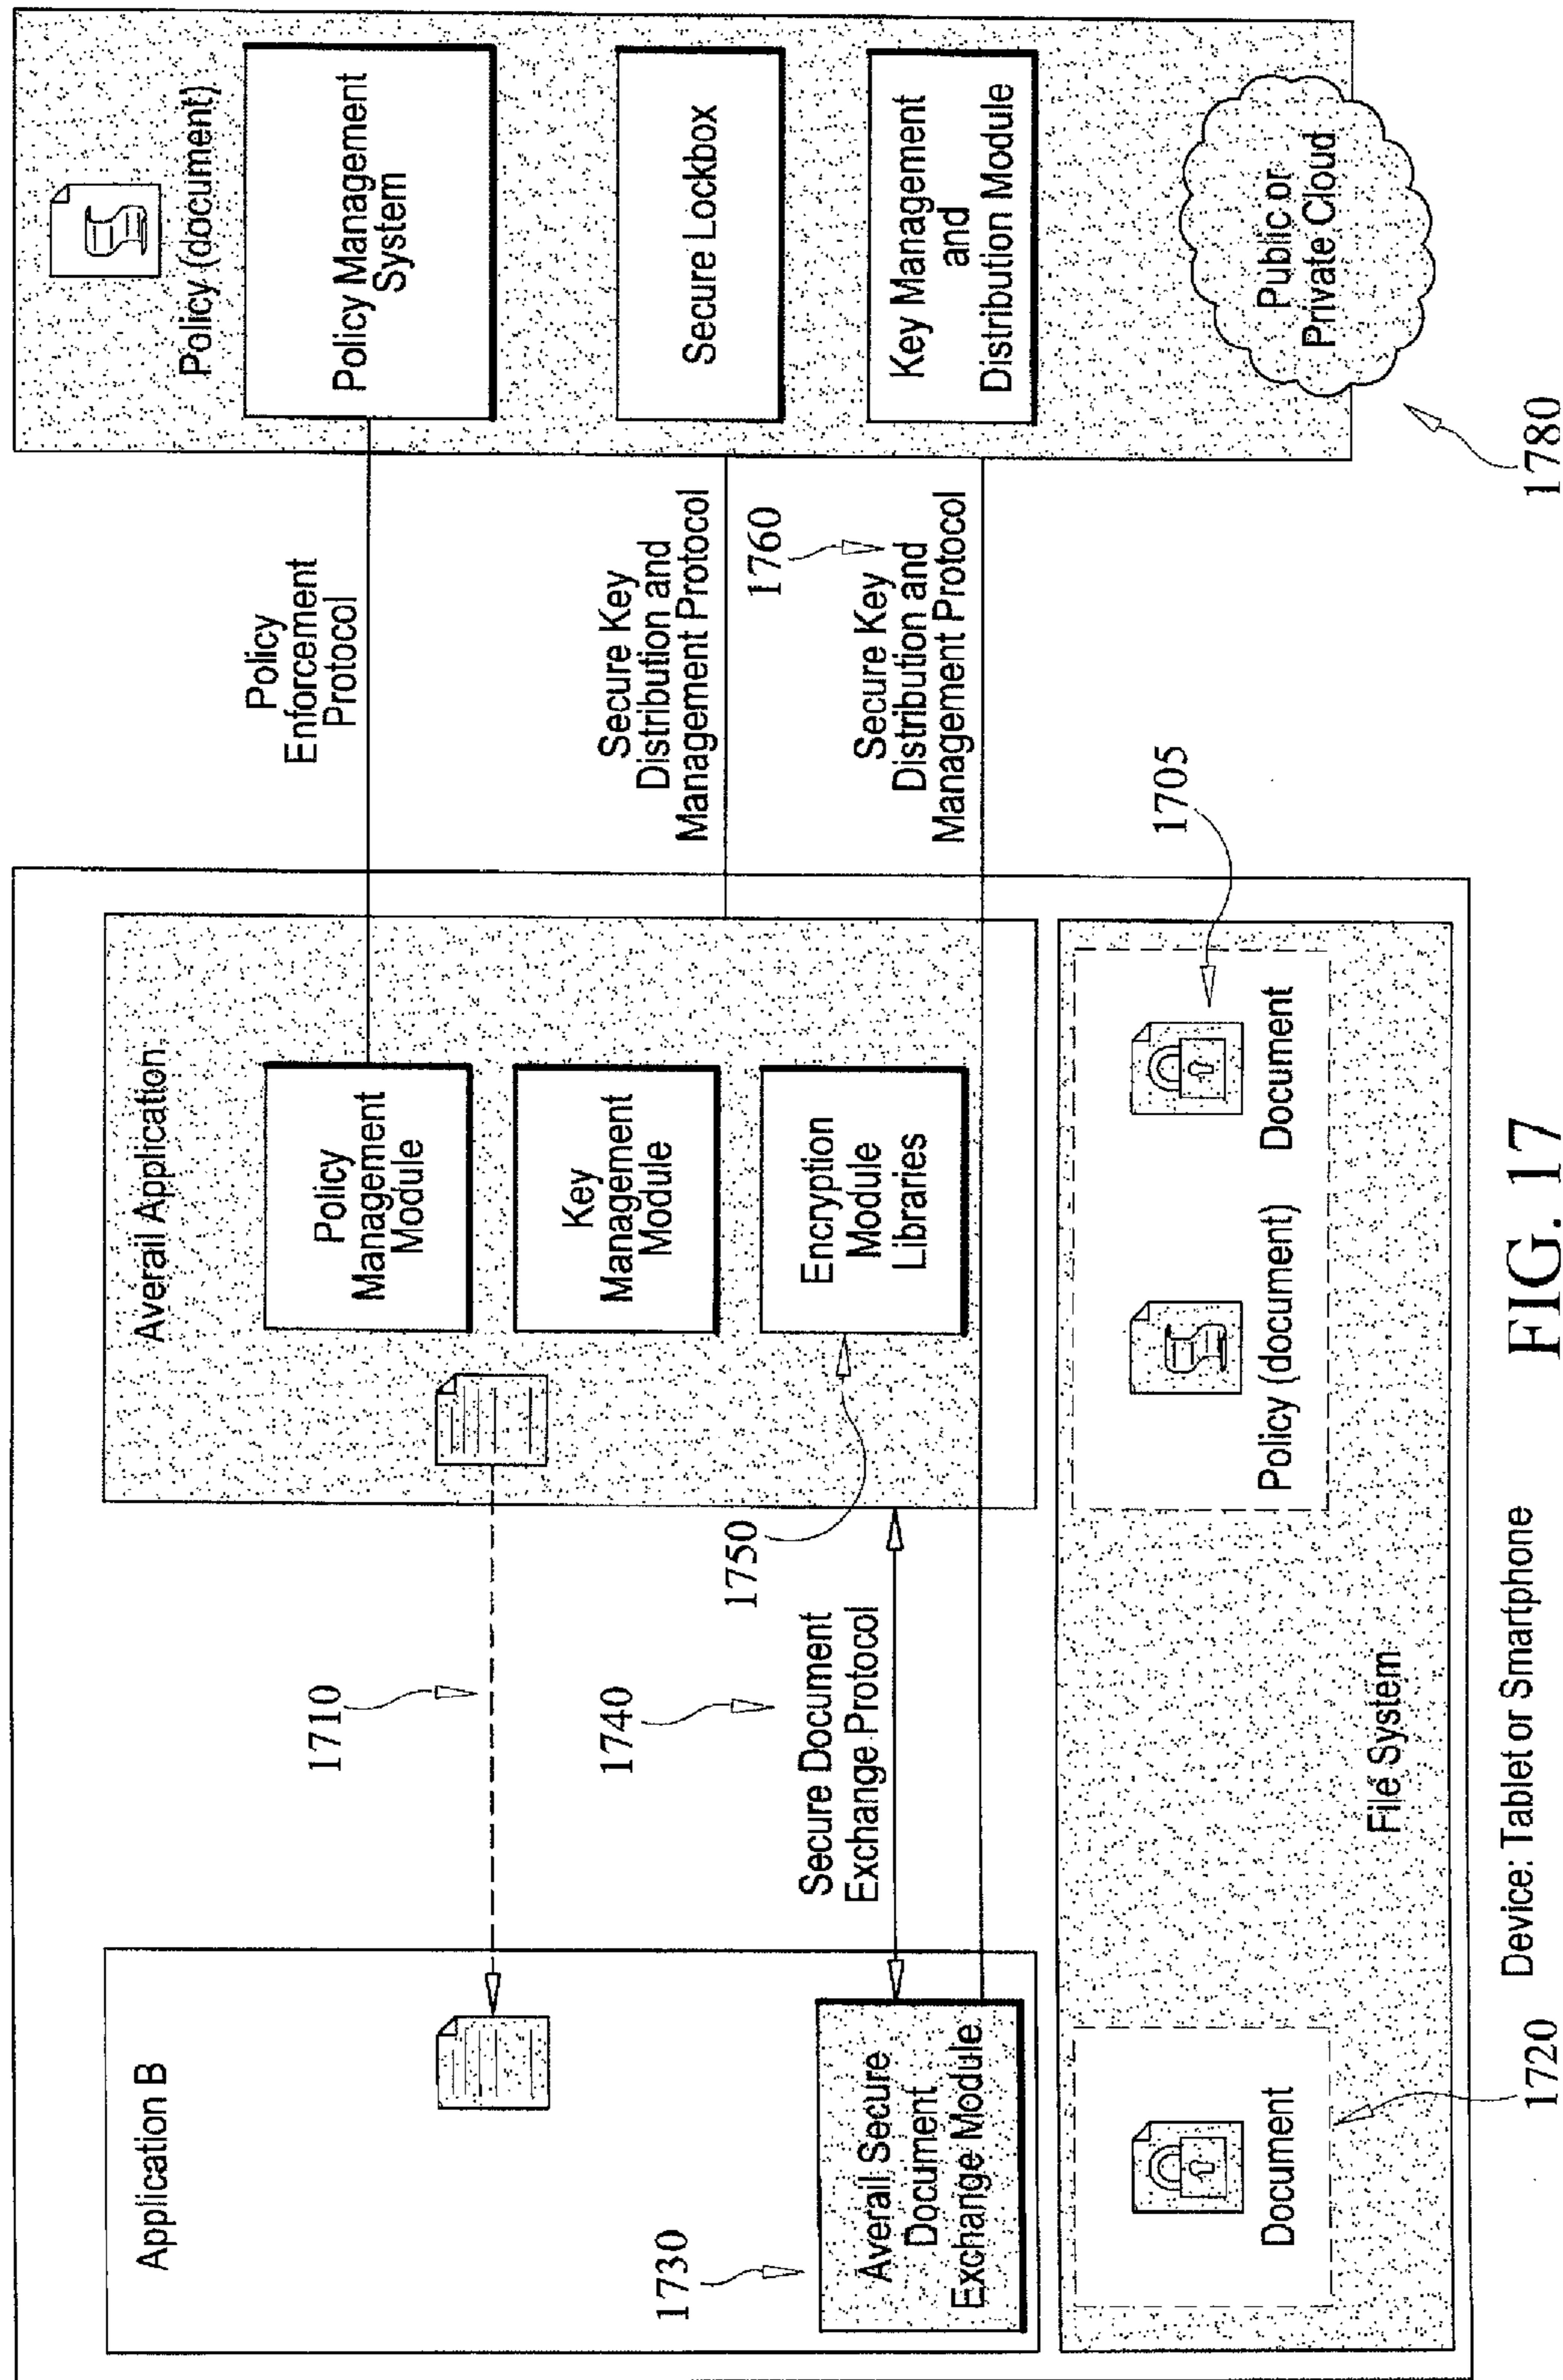 Application B
1730
Averail Secure
Document
Exchange Module
1710
1740
Secure Document
Exchange Protocol
Averail Application
Policy
Management
Module
Key
Management
Module
Encryption
Module
Libraries
1750
Policy
Enforcement
Protocol
Secure Key
Distribution and
Management Protocol
1760
Secure Key
Distribution and
Management Protocol
Policy (document)
Policy Management
System
Secure Lockbox
Key Management
and
Distribution Module
Public or
Private Cloud
1780
Document
File System
Policy (document)
Document
1705
1720
Device: Tablet or Smartphone
FIG. 17